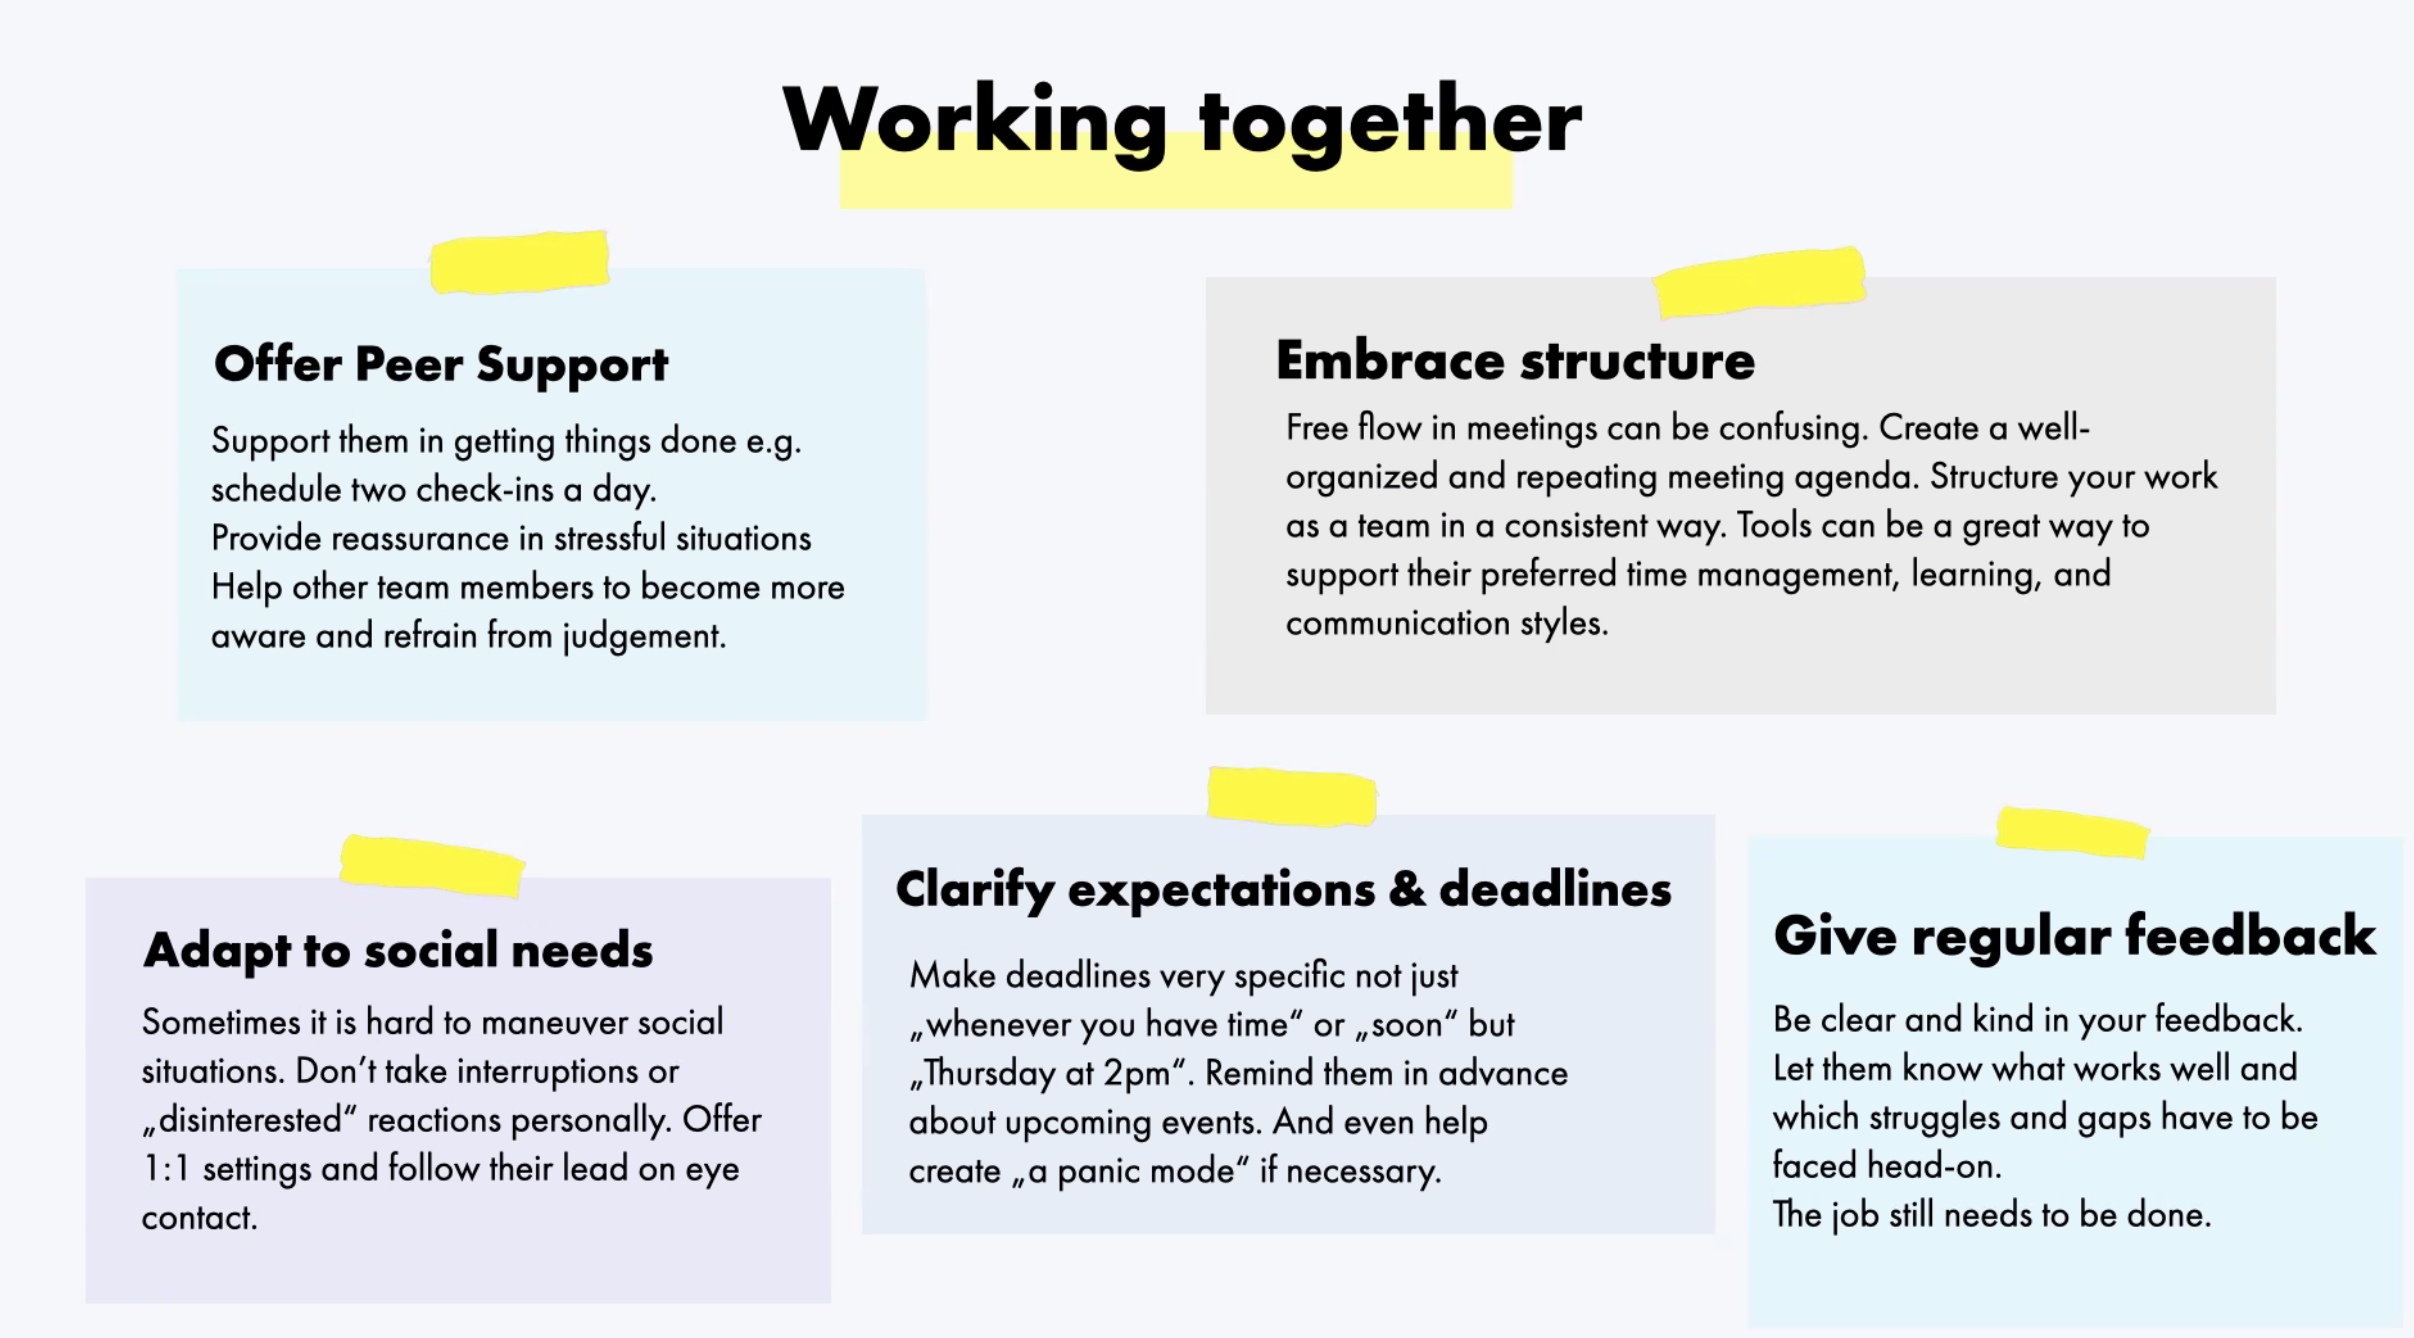 Working together
Offer Peer Support
Support them in getting things done e.g.
schedule two check-ins a day.
Provide reassurance in stressful situations
Help other team members to become more
aware and refrain from judgement.
Embrace structure
Free flow in meetings can be confusing. Create a well-
organized and repeating meeting agenda. Structure your work
as a team in a consistent way. Tools can be a great way to
support their preferred time management, learning, and
communication styles.
Adapt to social needs
Sometimes it is hard to maneuver social
situations. Don’t take interruptions or
„disinterested“ reactions personally. Offer
1:1 settings and follow their lead on eye
contact.
Clarify expectations & deadlines
Make deadlines very specific not just
„whenever you have time“ or „soon“ but
„Thursday at 2pm“. Remind them in advance
about upcoming events. And even help
create „a panic mode“ if necessary.
Give regular feedback
Be clear and kind in your feedback.
Let them know what works well and
which struggles and gaps have to be
faced head-on.
The job still needs to be done.